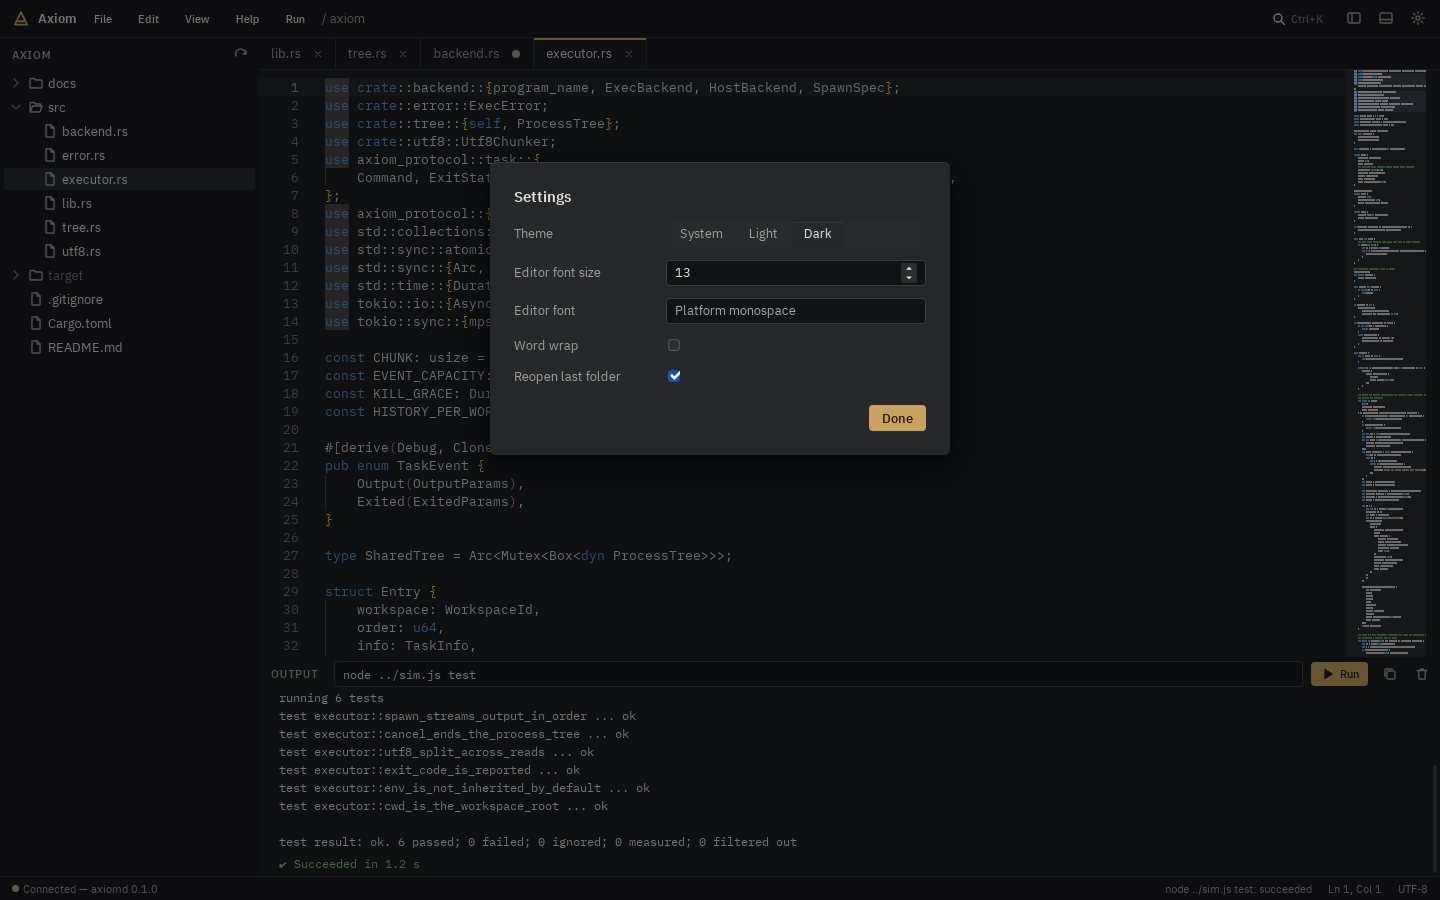 Axiom File Edit View Help Run / axiom Ctrl+K
AXIOM
docs
src
backend.rs
error.rs
executor.rs
lib.rs
tree.rs
utf8.rs
target
.gitignore
Cargo.toml
README.md
lib.rs tree.rs backend.rs executor.rs
1 use crate::backend::{program_name, ExecBackend, HostBackend, SpawnSpec};
2 use crate::error::ExecError;
3 use crate::tree::{self, ProcessTree};
4 use crate::utf8::Utf8Chunker;
5 use axiom_protocol::task::{
6 Command, ExitStat ,
7 };
8 use axiom_protocol::{
9 use std::collections:
10 use std::sync::atomic
11 use std::sync::{Arc,
12 use std::time::{Durat
13 use tokio::io::{Async
14 use tokio::sync::{mps
15
16 const CHUNK: usize =
17 const EVENT_CAPACITY:
18 const KILL_GRACE: Dur
19 const HISTORY_PER_WOR
20
21 #[derive(Debug, Clone
22 pub enum TaskEvent {
23 Output(OutputParams),
24 Exited(ExitedParams),
25 }
26
27 type SharedTree = Arc<Mutex<Box<dyn ProcessTree>>>;
28
29 struct Entry {
30 workspace: WorkspaceId,
31 order: u64,
32 info: TaskInfo,
Settings
Theme System Light Dark
Editor font size 13
Editor font Platform monospace
Word wrap
Reopen last folder
Done
OUTPUT node ../sim.js test Run
running 6 tests
test executor::spawn_streams_output_in_order ... ok
test executor::cancel_ends_the_process_tree ... ok
test executor::utf8_split_across_reads ... ok
test executor::exit_code_is_reported ... ok
test executor::env_is_not_inherited_by_default ... ok
test executor::cwd_is_the_workspace_root ... ok
test result: ok. 6 passed; 0 failed; 0 ignored; 0 measured; 0 filtered out
✔ Succeeded in 1.2 s
Connected — axiomd 0.1.0 node ../sim.js test: succeeded Ln 1, Col 1 UTF-8